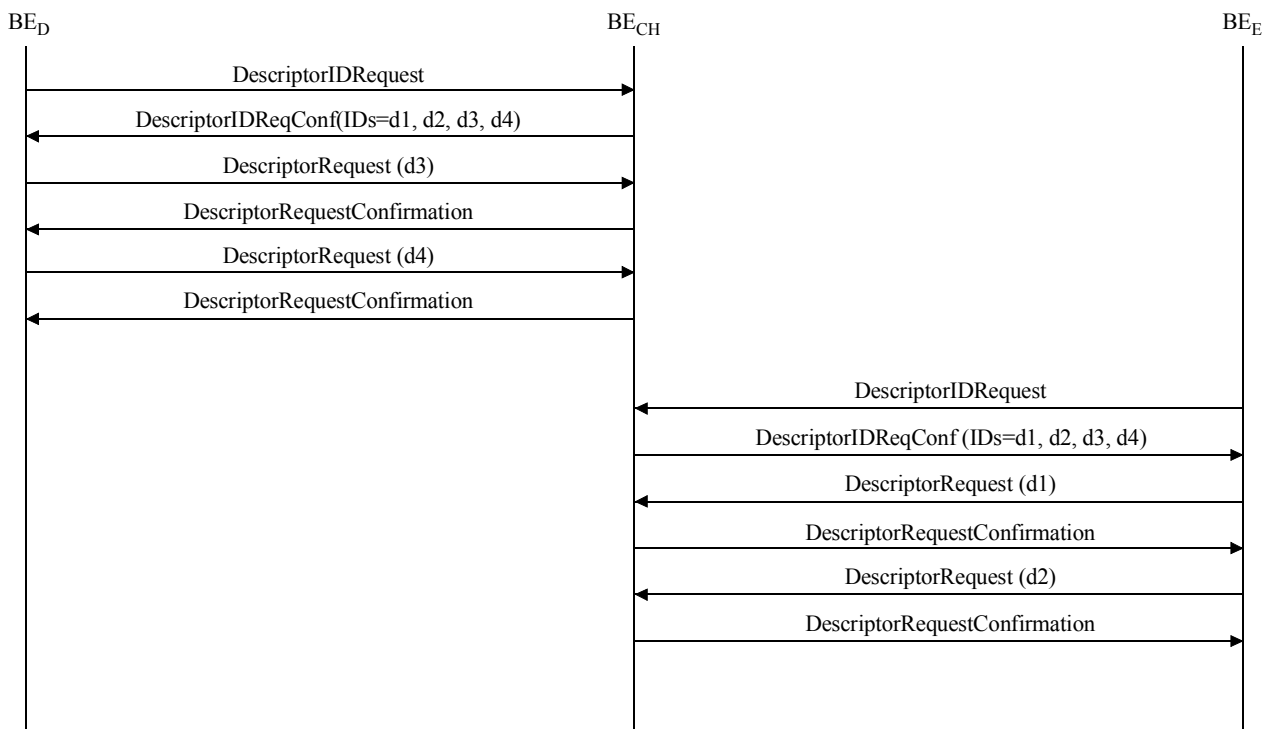 BE_D BE_CH BE_E
DescriptorIDRequest
DescriptorIDReqConf(IDs=d1, d2, d3, d4)
DescriptorRequest (d3)
DescriptorRequestConfirmation
DescriptorRequest (d4)
DescriptorRequestConfirmation
DescriptorIDRequest
DescriptorIDReqConf (IDs=d1, d2, d3, d4)
DescriptorRequest (d1)
DescriptorRequestConfirmation
DescriptorRequest (d2)
DescriptorRequestConfirmation